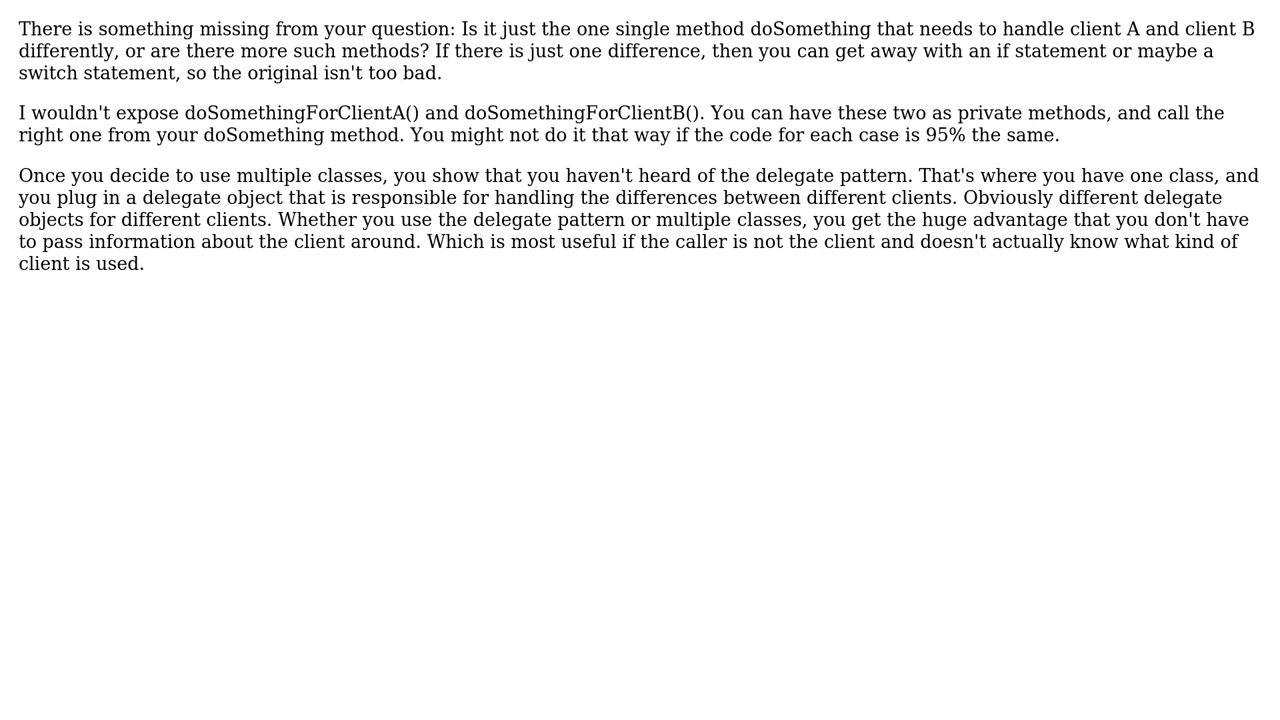 There is something missing from your question: Is it just the one single method doSomething that needs to handle client A and client B
differently, or are there more such methods? If there is just one difference, then you can get away with an if statement or maybe a
switch statement, so the original isn't too bad.
I wouldn't expose doSomethingForClientA() and doSomethingForClientB(). You can have these two as private methods, and call the
right one from your doSomething method. You might not do it that way if the code for each case is 95% the same.
Once you decide to use multiple classes, you show that you haven't heard of the delegate pattern. That's where you have one class, and
you plug in a delegate object that is responsible for handling the differences between different clients. Obviously different delegate
objects for different clients. Whether you use the delegate pattern or multiple classes, you get the huge advantage that you don't have
to pass information about the client around. Which is most useful if the caller is not the client and doesn't actually know what kind of
client is used.